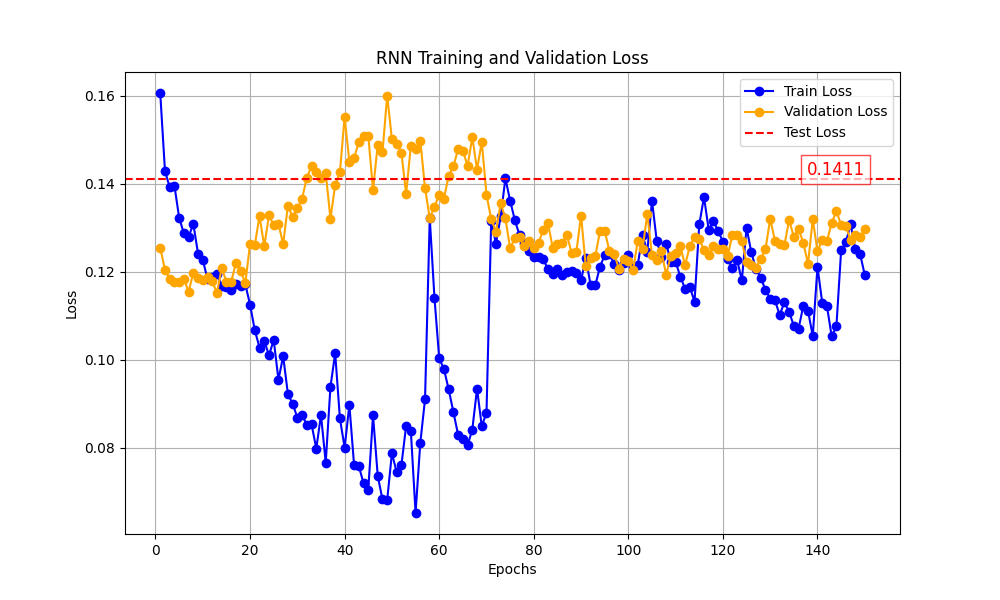 RNN Training and Validation Loss
Train Loss
Validation Loss
Test Loss
0.1411
Loss
0.16
0.14
0.12
0.10
0.08
0 20 40 60 80 100 120 140
Epochs